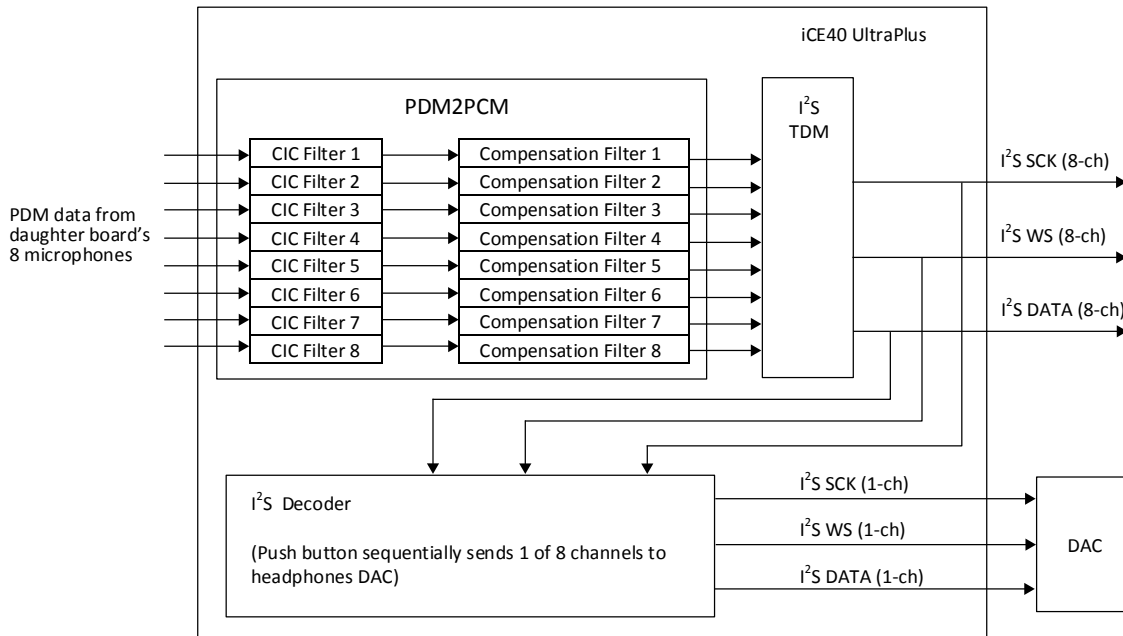 iCE40 UltraPlus
PDM2PCM
I²S
TDM
CIC Filter 1
Compensation Filter 1
CIC Filter 2
Compensation Filter 2
CIC Filter 3
Compensation Filter 3
CIC Filter 4
Compensation Filter 4
CIC Filter 5
Compensation Filter 5
CIC Filter 6
Compensation Filter 6
CIC Filter 7
Compensation Filter 7
CIC Filter 8
Compensation Filter 8
PDM data from
daughter board's
8 microphones
I²S SCK (8-ch)
I²S WS (8-ch)
I²S DATA (8-ch)
I²S Decoder
(Push button sequentially sends 1 of 8 channels to
headphones DAC)
I²S SCK (1-ch)
I²S WS (1-ch)
I²S DATA (1-ch)
DAC